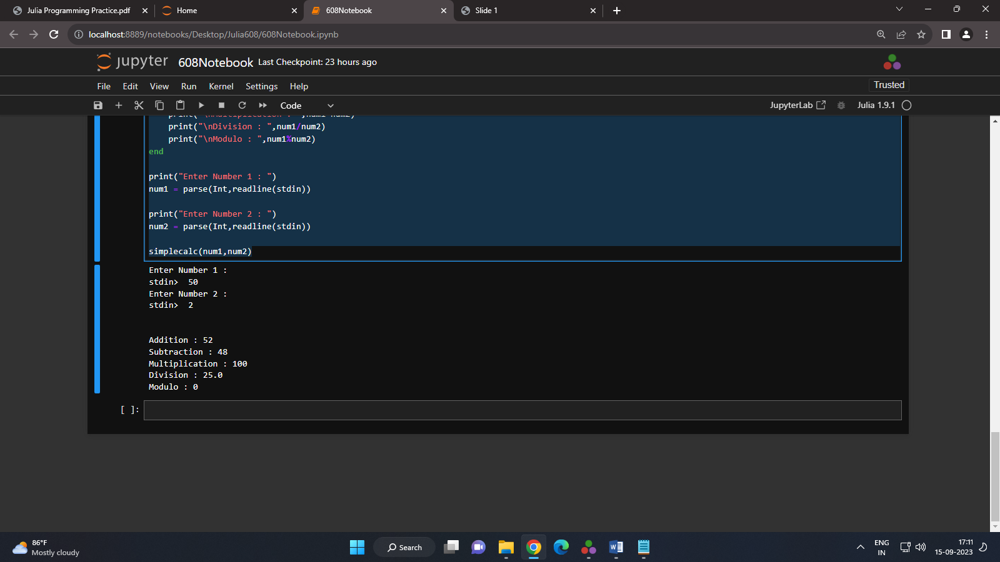 Julia Programming Practice.pdf
Home
608Notebook
Slide 1
localhost:8889/notebooks/Desktop/Julia608/608Notebook.ipynb
jupyter 608Notebook Last Checkpoint: 23 hours ago
File Edit View Run Kernel Settings Help
Trusted
Code
JupyterLab
Julia 1.9.1
print("\nDivision : ",num1/num2)
print("\nModulo : ",num1%num2)
end
print("Enter Number 1 : ")
num1 = parse(Int,readline(stdin))
print("Enter Number 2 : ")
num2 = parse(Int,readline(stdin))
simplecalc(num1,num2)
Enter Number 1 :
stdin> 50
Enter Number 2 :
stdin> 2
Addition : 52
Subtraction : 48
Multiplication : 100
Division : 25.0
Modulo : 0
[ ]:
86°F
Mostly cloudy
Search
ENG
IN
17:11
15-09-2023